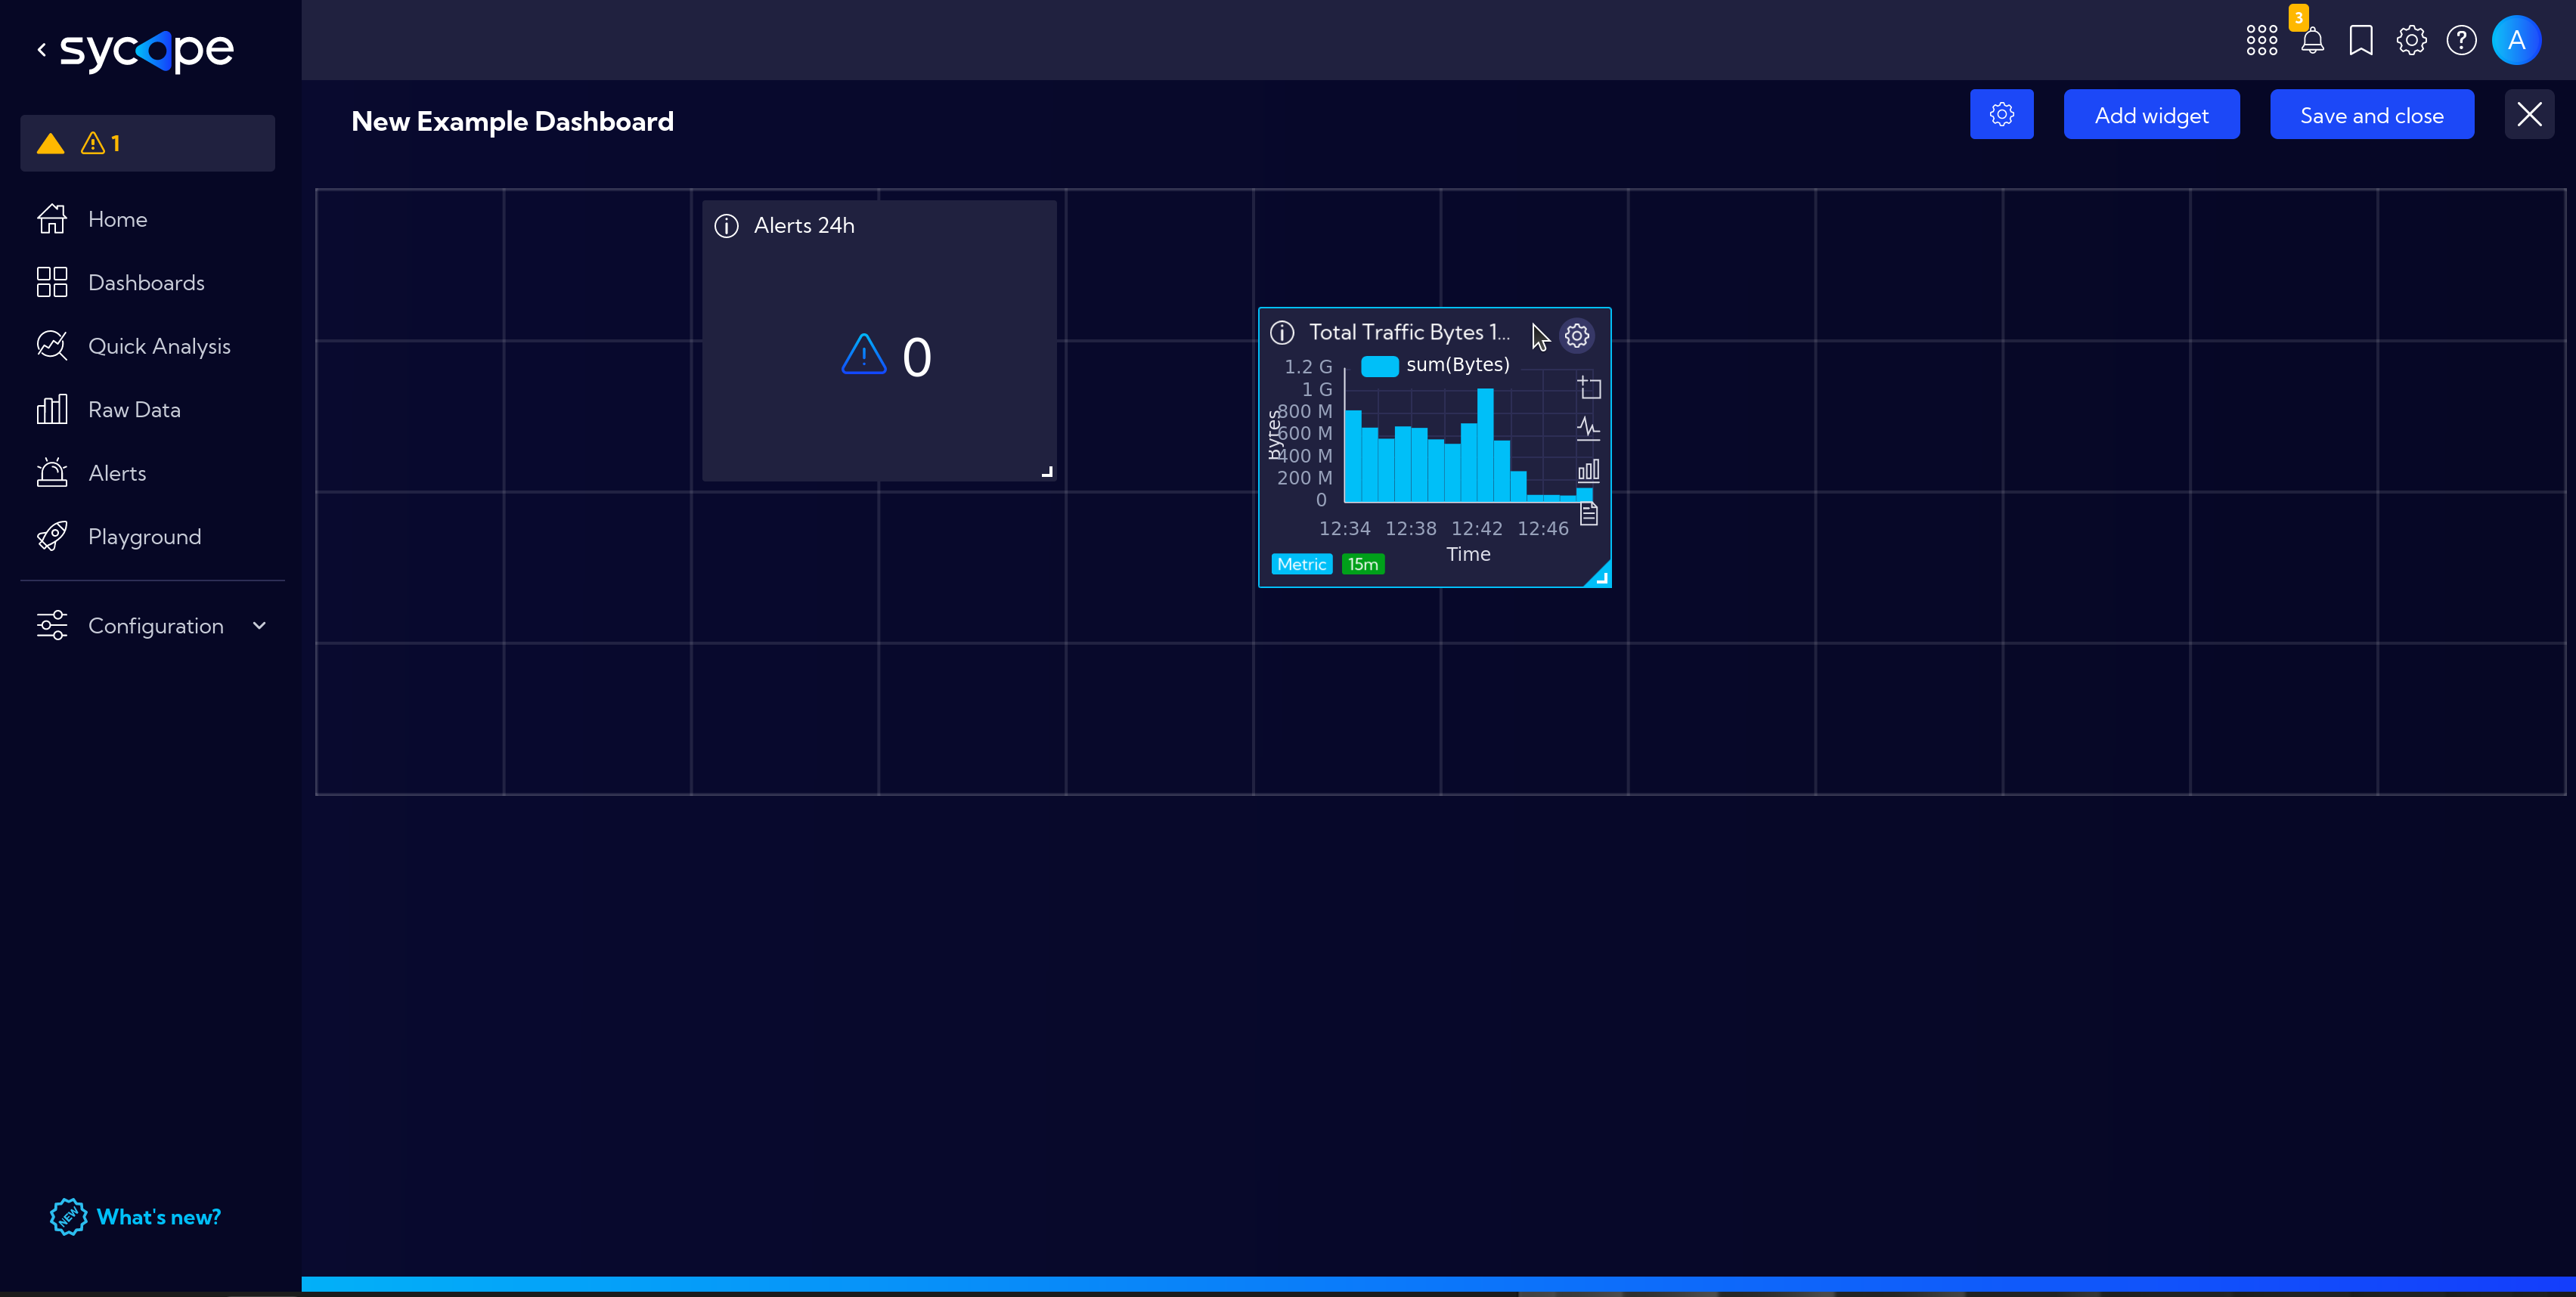 sycope
3
A
New Example Dashboard
Add widget
Save and close
1
Home
Dashboards
Quick Analysis
Raw Data
Alerts
Playground
Configuration
NEW
What's new?
Alerts 24h
0
Total Traffic Bytes 1...
sum(Bytes)
Bytes
1.2 G
1 G
800 M
600 M
400 M
200 M
0
12:34 12:38 12:42 12:46
Time
Metric 15m